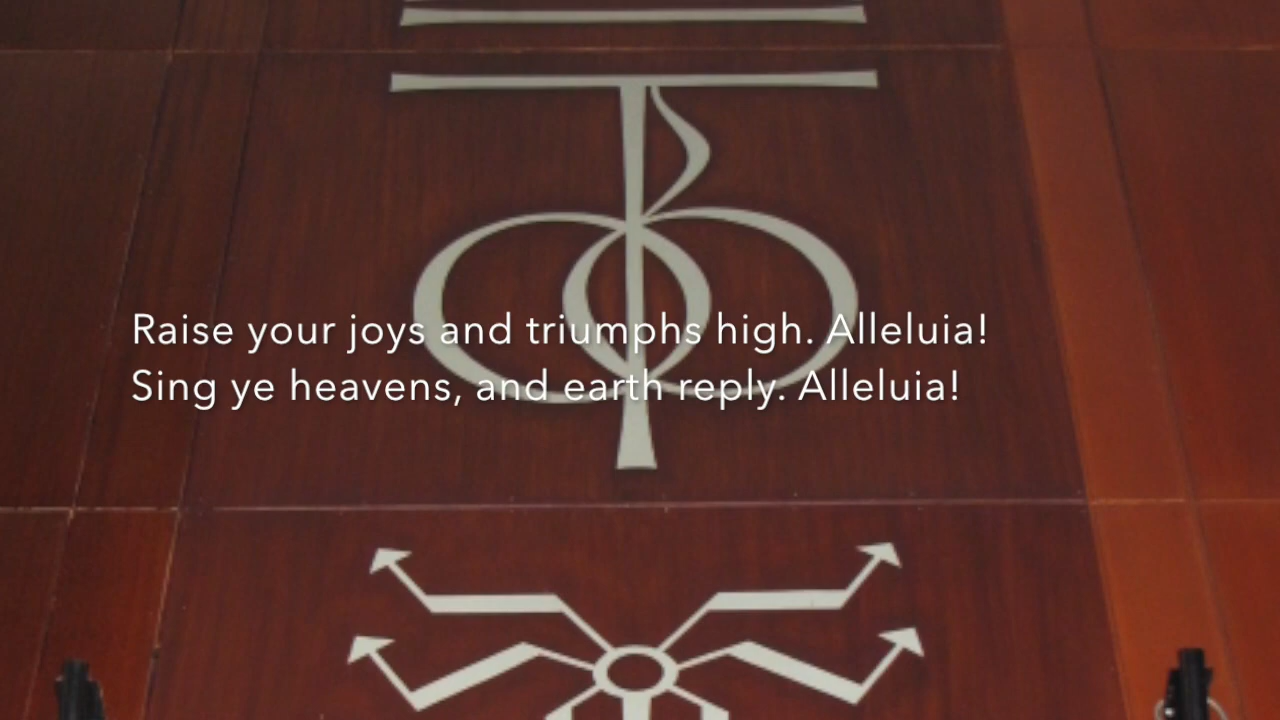 Raise your joys and triumphs high. Alleluia!
Sing ye heavens, and earth reply. Alleluia!